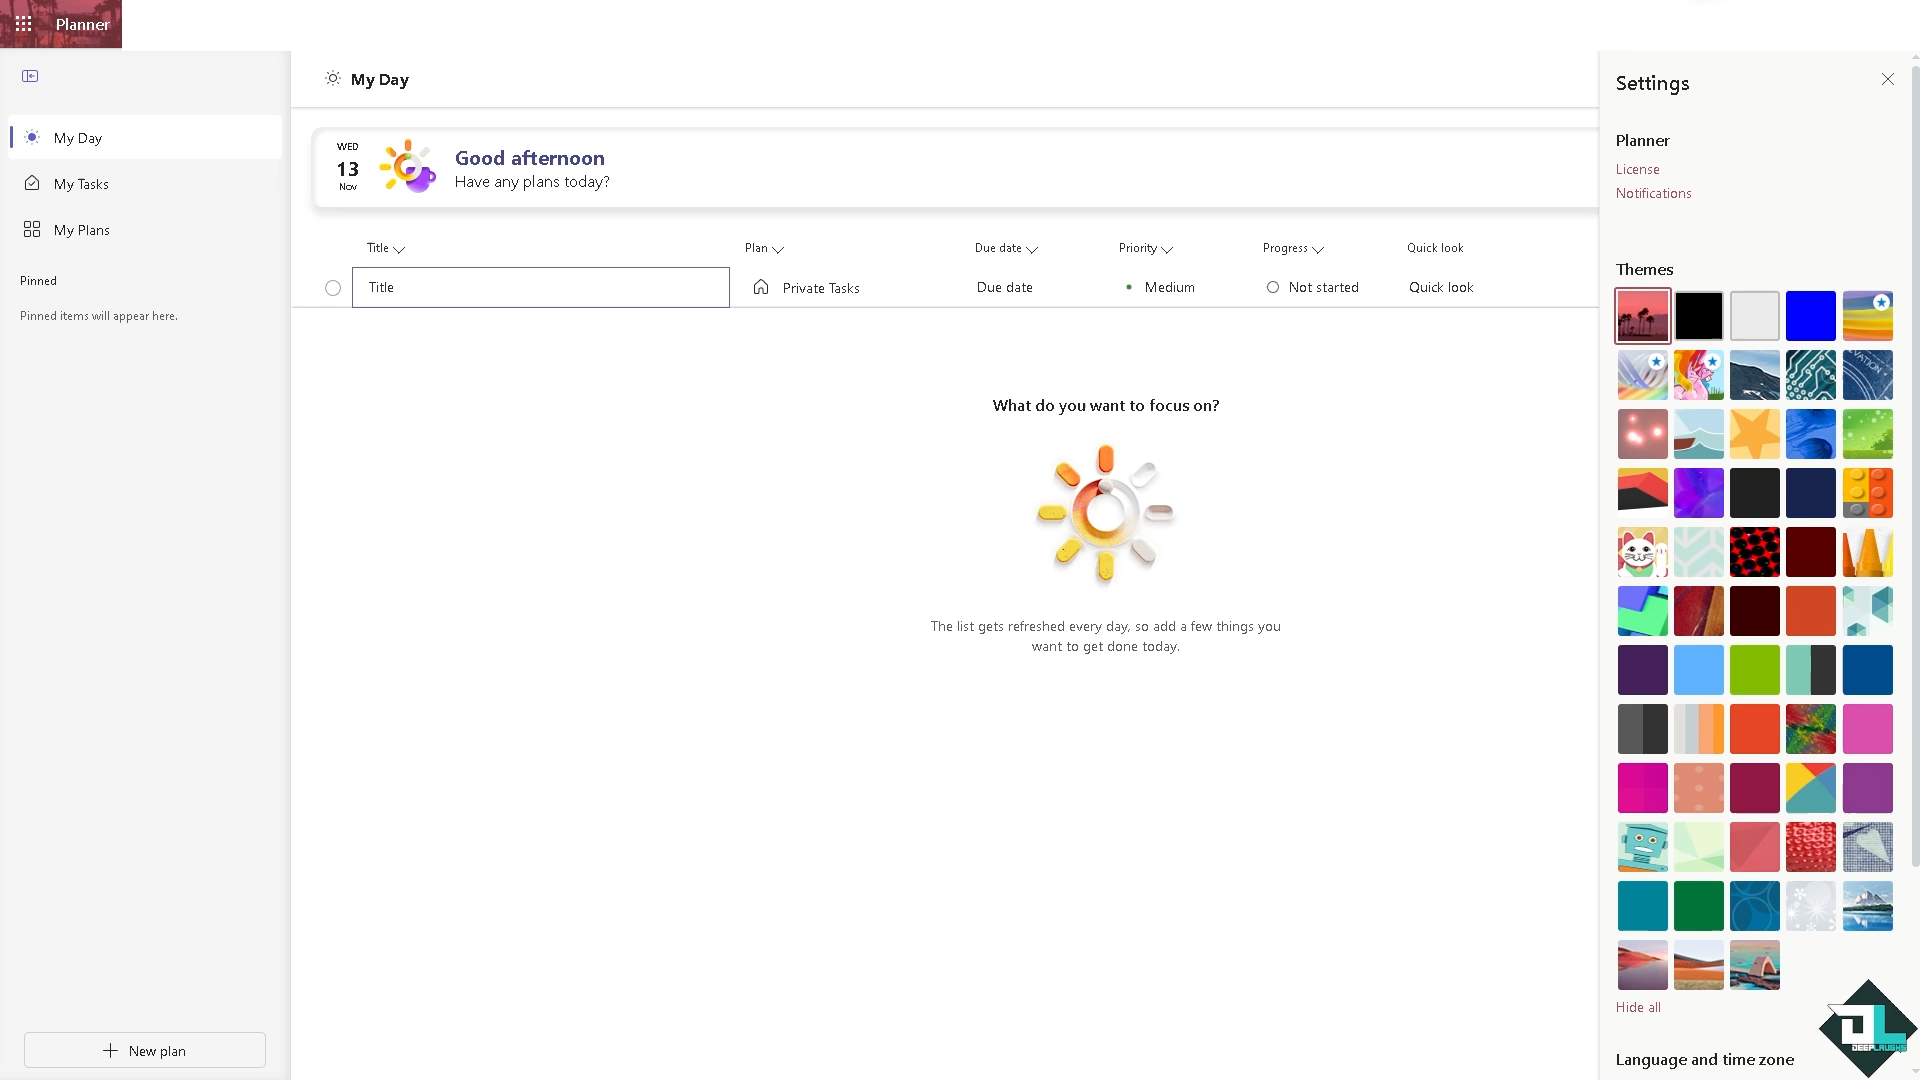 Planner
My Day
My Tasks
My Plans
Pinned
Pinned items will appear here.
New plan
My Day
WED
13
Nov
Good afternoon
Have any plans today?
Title Plan Due date Priority Progress Quick look
Title Private Tasks Due date Medium Not started Quick look
What do you want to focus on?
The list gets refreshed every day, so add a few things you
want to get done today.
Settings
Planner
License
Notifications
Themes
VATION
Hide all
Language and time zone
DEEPLAUGHS